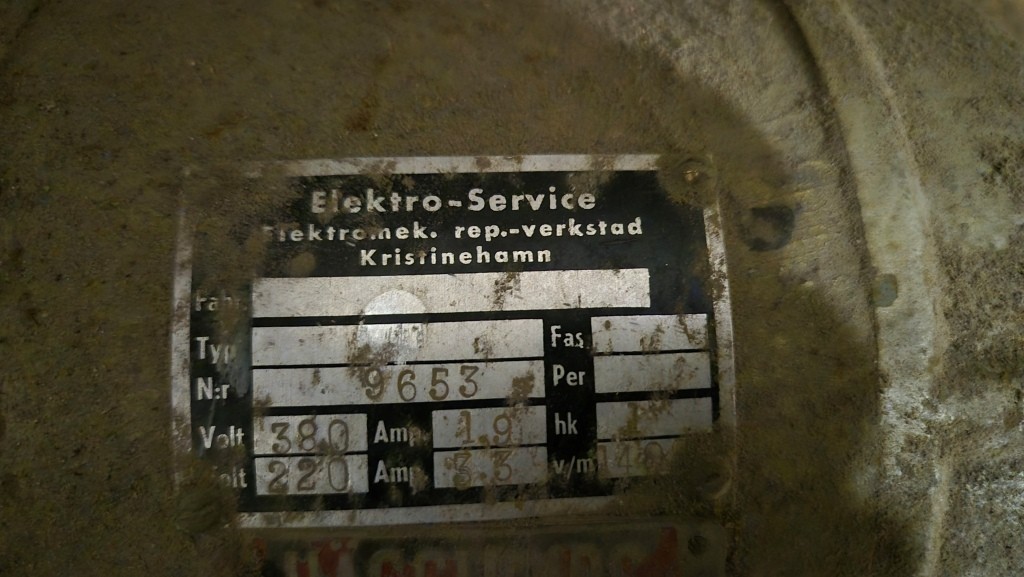 Elektro-Service
Elektromek. rep.-verkstad
Kristinehamn
Fas
N:r 9653 Per
Volt 380 Amp 1,9 hk 1
Volt 220 Amp 3.3 v/m